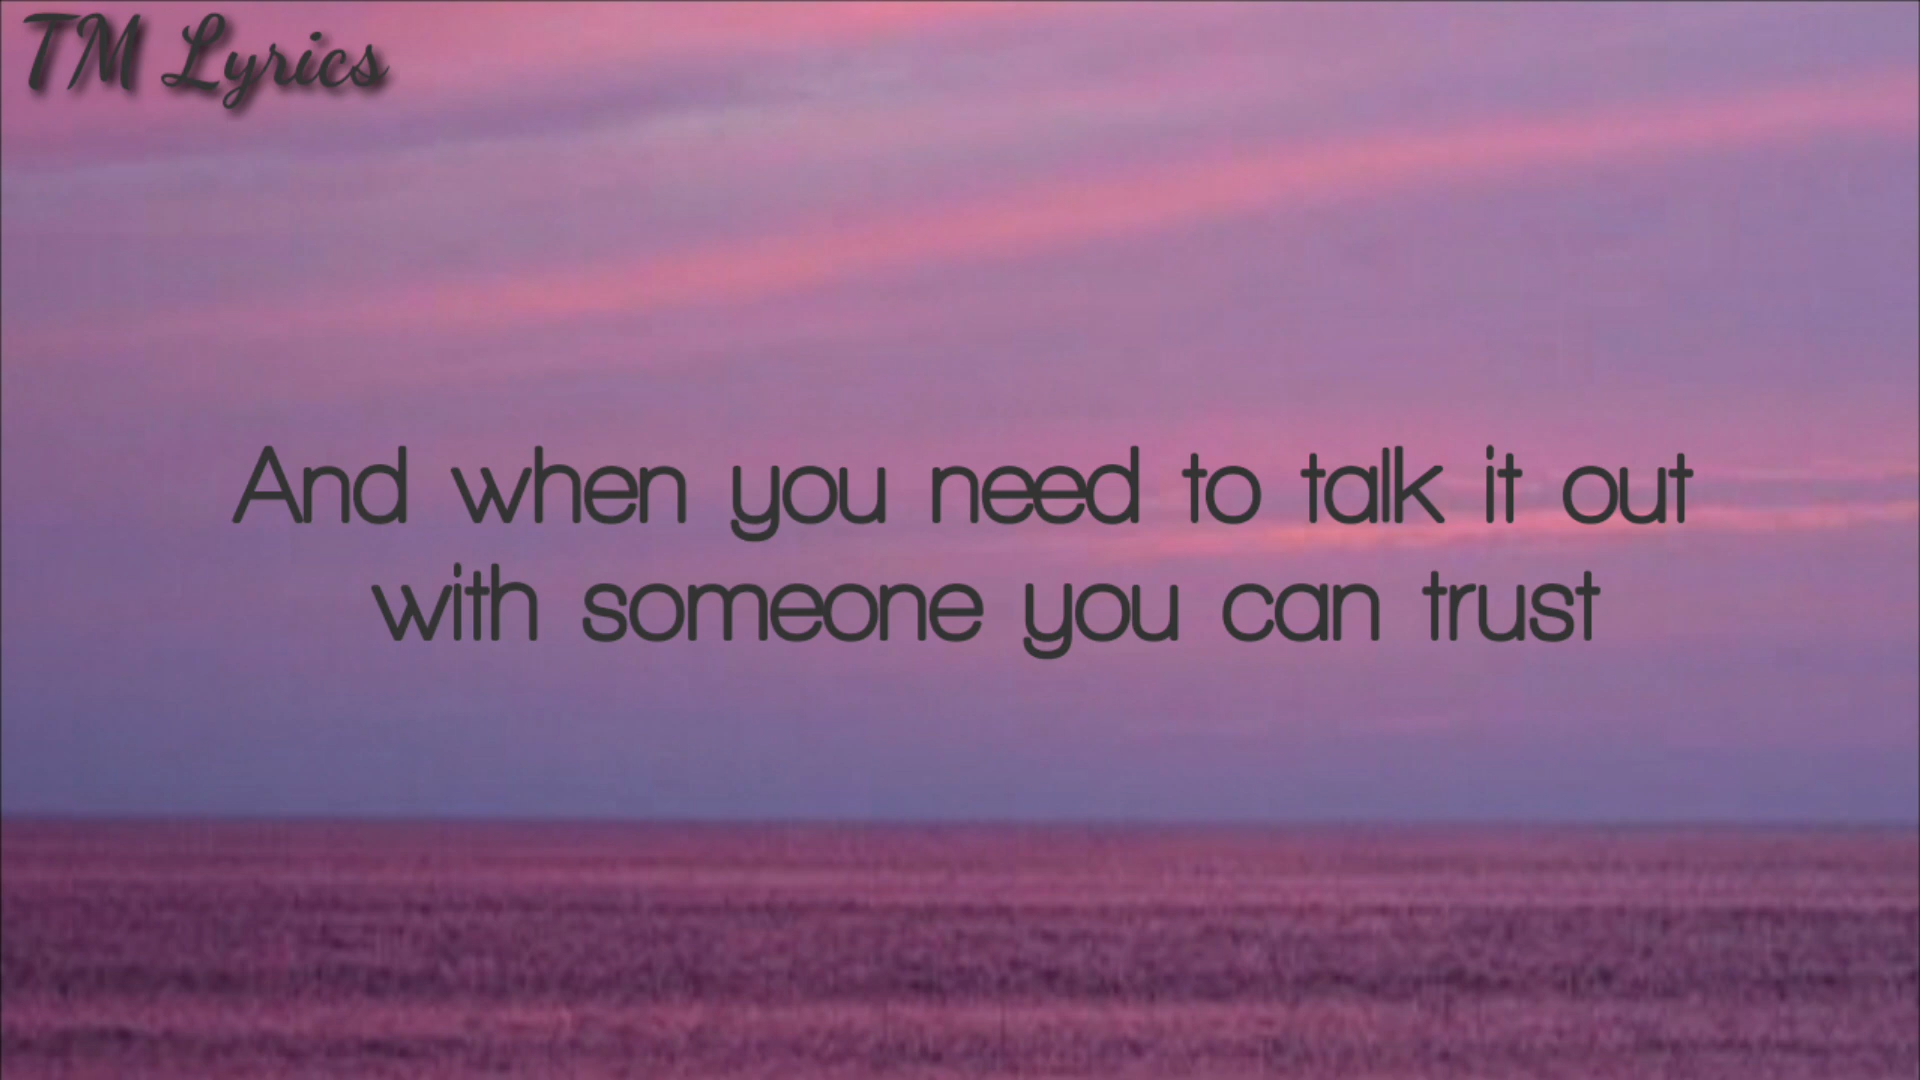 TM Lyrics
And when you need to talk it out
with someone you can trust